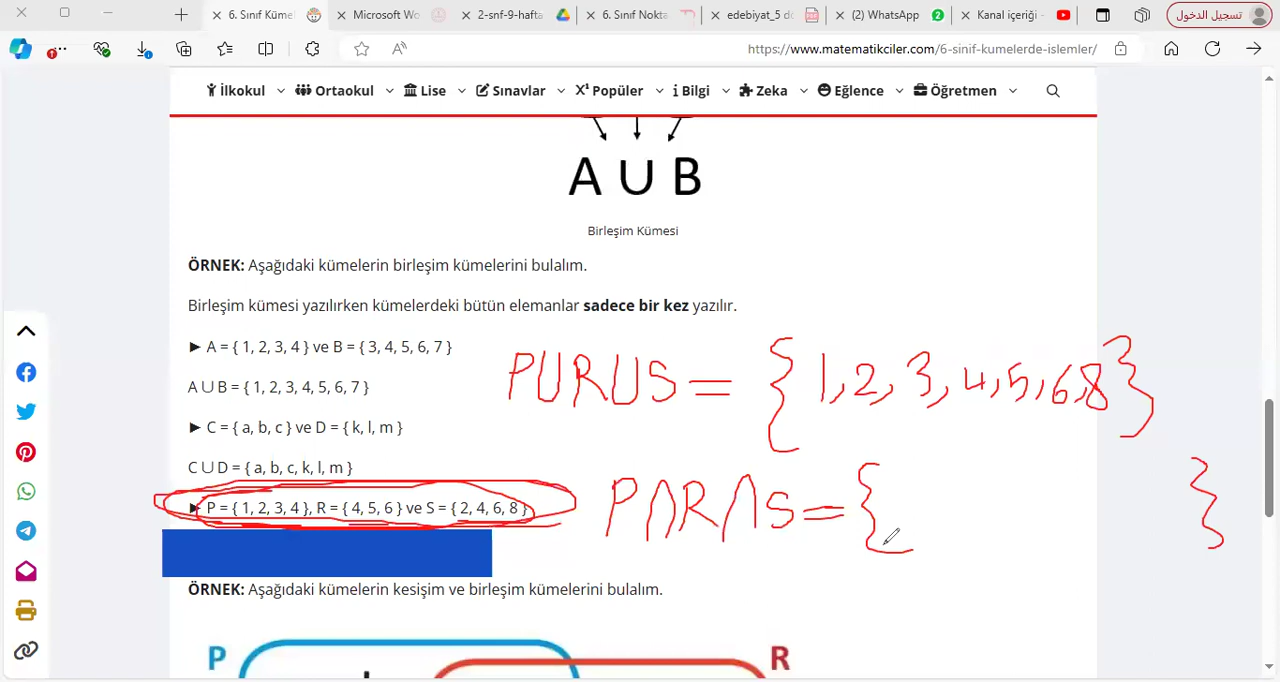 6. Sınıf Küme
Microsoft Wo
2-snf-9-hafta
6. Sınıf Nokta
edebiyat_5 d
(2) WhatsApp
2
Kanal içeriği -
تسجيل الدخول
https://www.matematikciler.com/6-sinif-kumelerde-islemler/
İlkokul
Ortaokul
Lise
Sınavlar
X¹ Popüler
i Bilgi
Zeka
Eğlence
Öğretmen
A U B
Birleşim Kümesi
ÖRNEK: Aşağıdaki kümelerin birleşim kümelerini bulalım.
Birleşim kümesi yazılırken kümelerdeki bütün elemanlar sadece bir kez yazılır.
► A = { 1, 2, 3, 4 } ve B = { 3, 4, 5, 6, 7 }
A ∪ B = { 1, 2, 3, 4, 5, 6, 7 }
PURUS = { 1, 2, 3, 4, 5, 6, 8 }
► C = { a, b, c } ve D = { k, l, m }
C ∪ D = { a, b, c, k, l, m }
► P = { 1, 2, 3, 4 }, R = { 4, 5, 6 } ve S = { 2, 4, 6, 8 }
P∩R∩S = { }
ÖRNEK: Aşağıdaki kümelerin kesişim ve birleşim kümelerini bulalım.
P
R